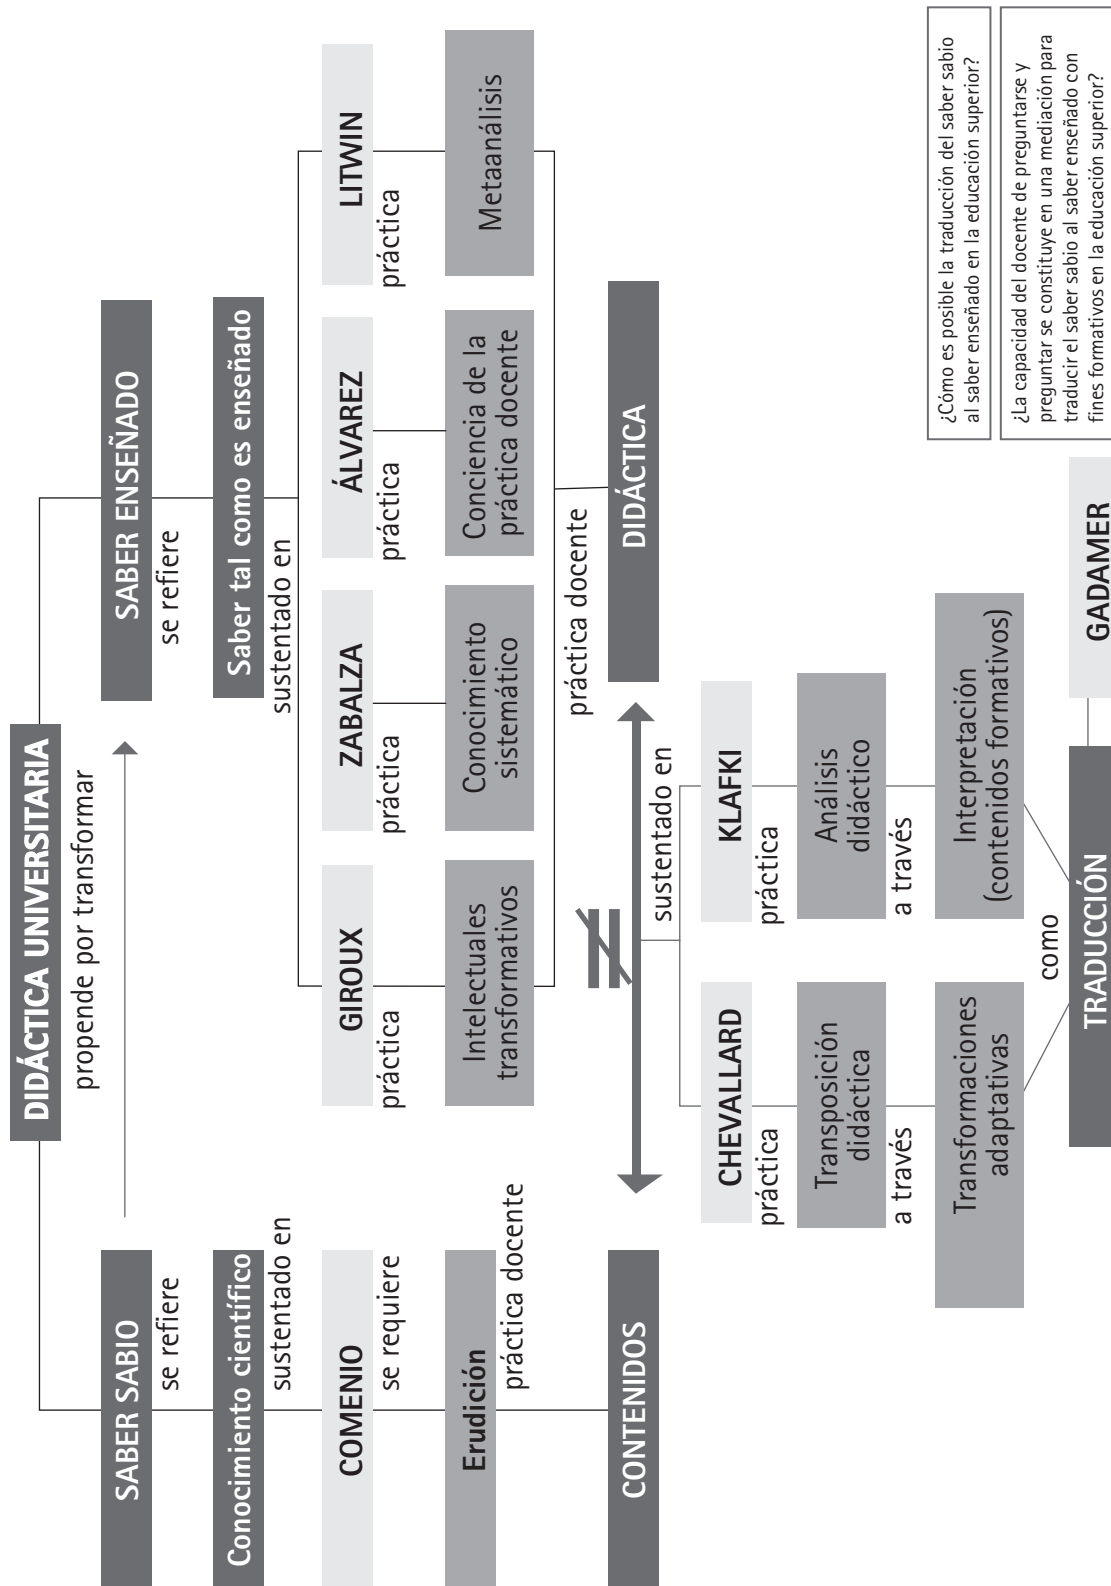 DIDÁCTICA UNIVERSITARIA
propende por transformar
SABER SABIO
se refiere
Conocimiento científico
sustentado en
COMENIO
se requiere
Erudición
práctica docente
CONTENIDOS
SABER ENSEÑADO
se refiere
Saber tal como es enseñado
sustentado en
GIROUX
práctica
Intelectuales
transformativos
ZABALZA
práctica
Conocimiento
sistemático
ÁLVAREZ
práctica
Conciencia de la
práctica docente
LITWIN
práctica
Metaanálisis
práctica docente
DIDÁCTICA
sustentado en
CHEVALLARD
práctica
Transposición
didáctica
a través
Transformaciones
adaptativas
KLAFKI
práctica
Análisis
didáctico
a través
Interpretación
(contenidos formativos)
como
TRADUCCIÓN
GADAMER
¿Cómo es posible la traducción del saber sabio
al saber enseñado en la educación superior?
¿La capacidad del docente de preguntarse y
preguntar se constituye en una mediación para
traducir el saber sabio al saber enseñado con
fines formativos en la educación superior?